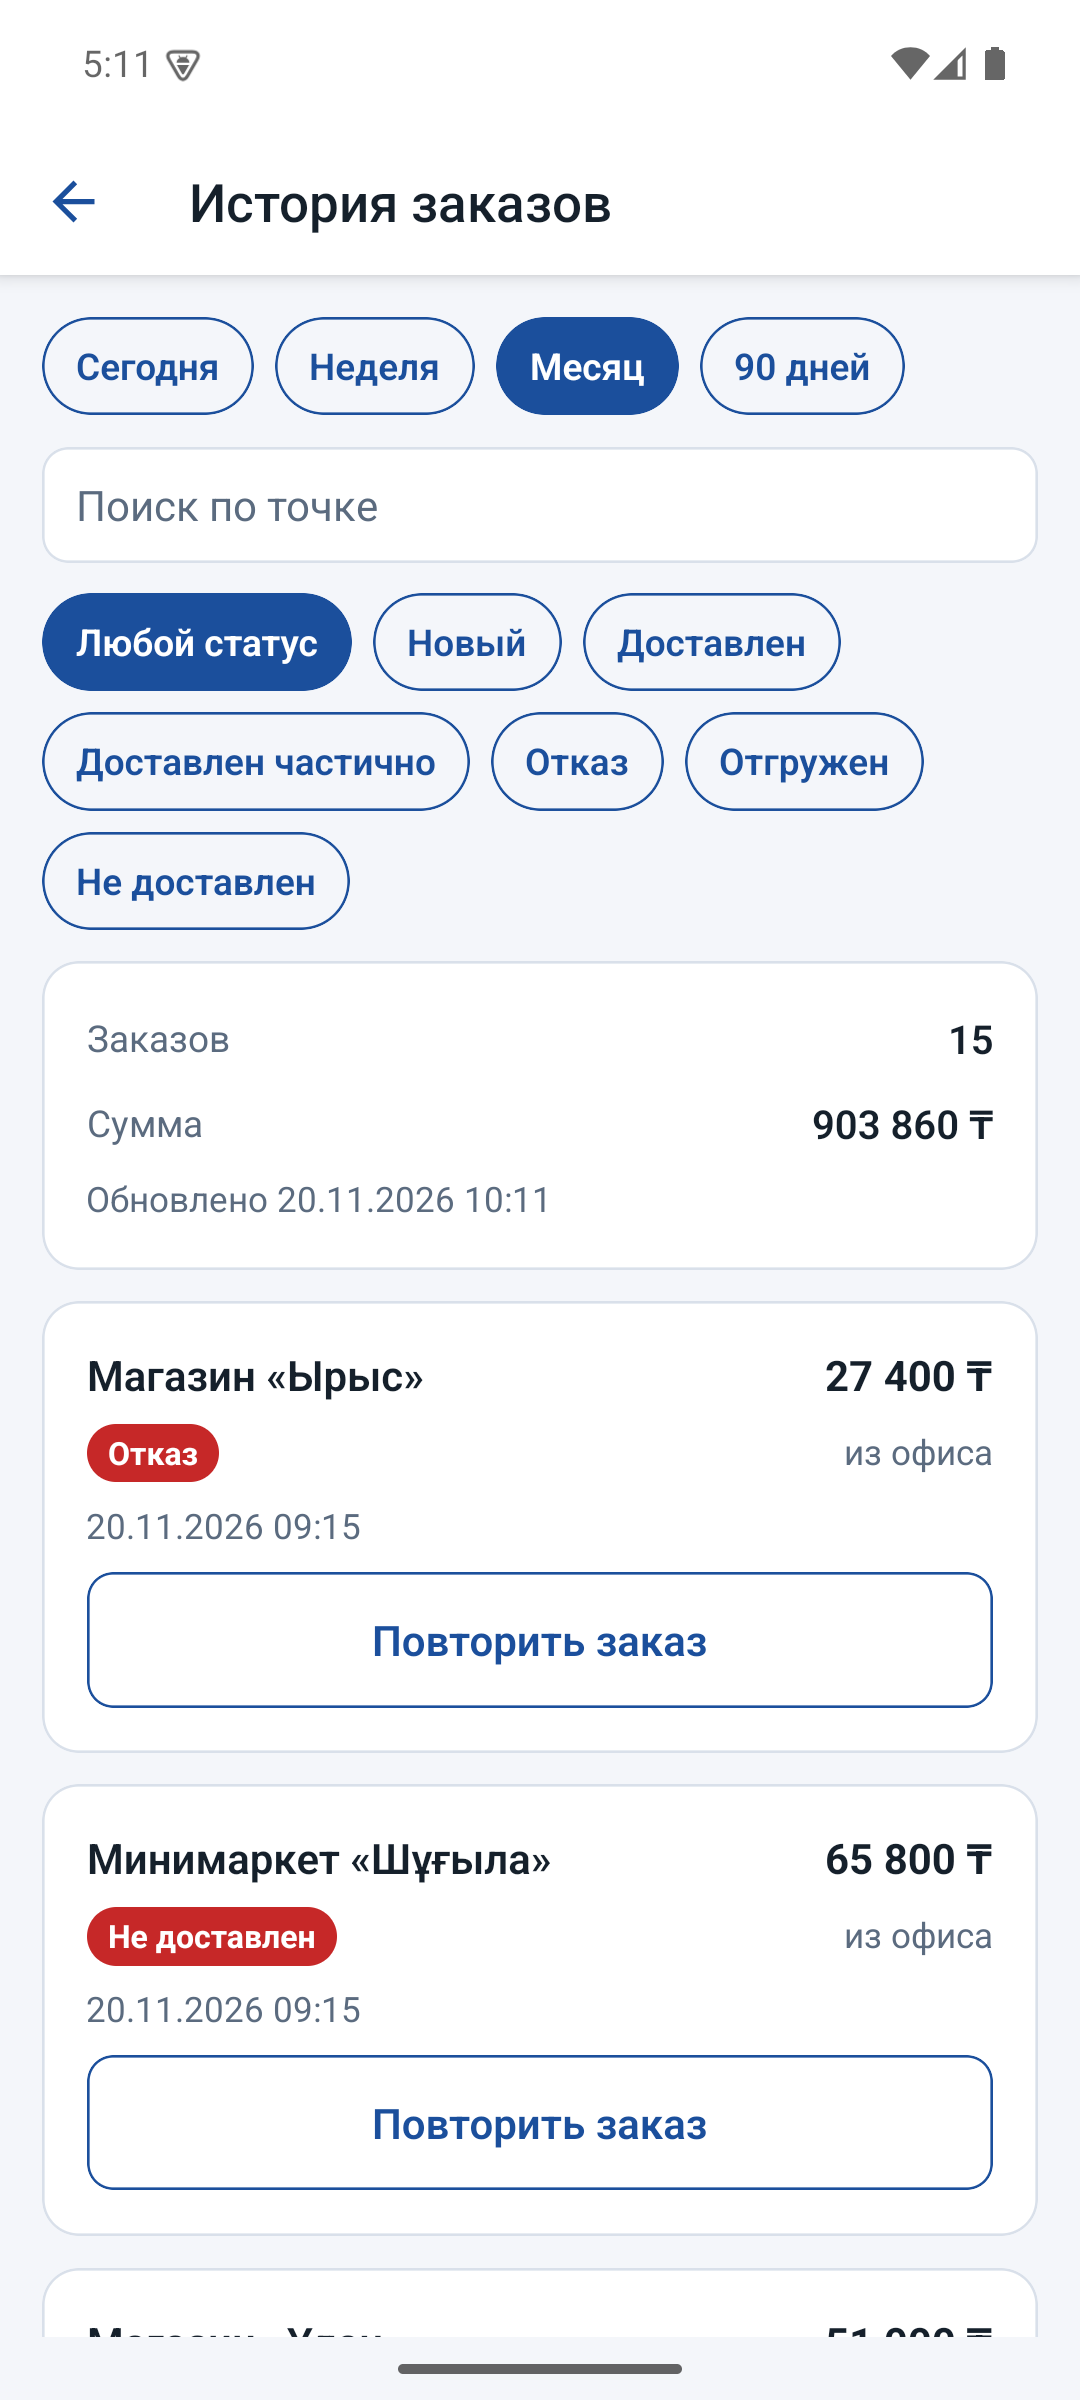 5:11
История заказов
Сегодня Неделя Месяц 90 дней
Поиск по точке
Любой статус Новый Доставлен
Доставлен частично Отказ Отгружен
Не доставлен
Заказов 15
Сумма 903 860 ₸
Обновлено 20.11.2026 10:11
Магазин «Ырыс» 27 400 ₸
Отказ из офиса
20.11.2026 09:15
Повторить заказ
Минимаркет «Шұғыла» 65 800 ₸
Не доставлен из офиса
20.11.2026 09:15
Повторить заказ